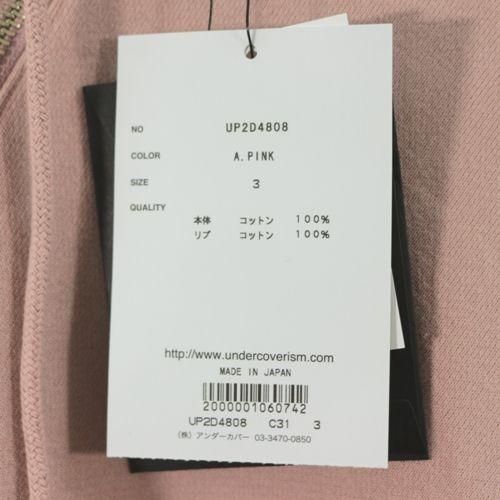 NO UP2D4808
COLOR A.PINK
SIZE 3
QUALITY
本体 コットン 100%
リブ コットン 100%
http://www.undercoverism.com
MADE IN JAPAN
2000001060742
UP2D4808 C31 3
(株) アンダーカバー 03-3470-0850